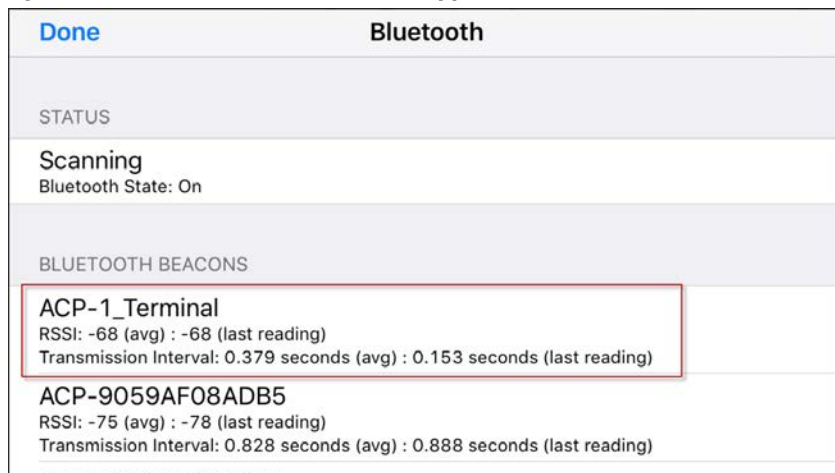 Done
Bluetooth
STATUS
Scanning
Bluetooth State: On
BLUETOOTH BEACONS
ACP-1_Terminal
RSSI: -68 (avg) : -68 (last reading)
Transmission Interval: 0.379 seconds (avg) : 0.153 seconds (last reading)
ACP-9059AF08ADB5
RSSI: -75 (avg) : -78 (last reading)
Transmission Interval: 0.828 seconds (avg) : 0.888 seconds (last reading)